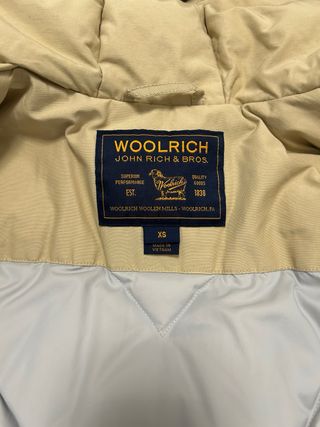 WOOLRICH
JOHN RICH & BROS.
SUPERIOR PERFORMANCE
Woolrich
QUALITY GOODS
EST.
1830
WOOLRICH WOOLEN MILLS - WOOLRICH, PA
XS
MADE IN
VIETNAM